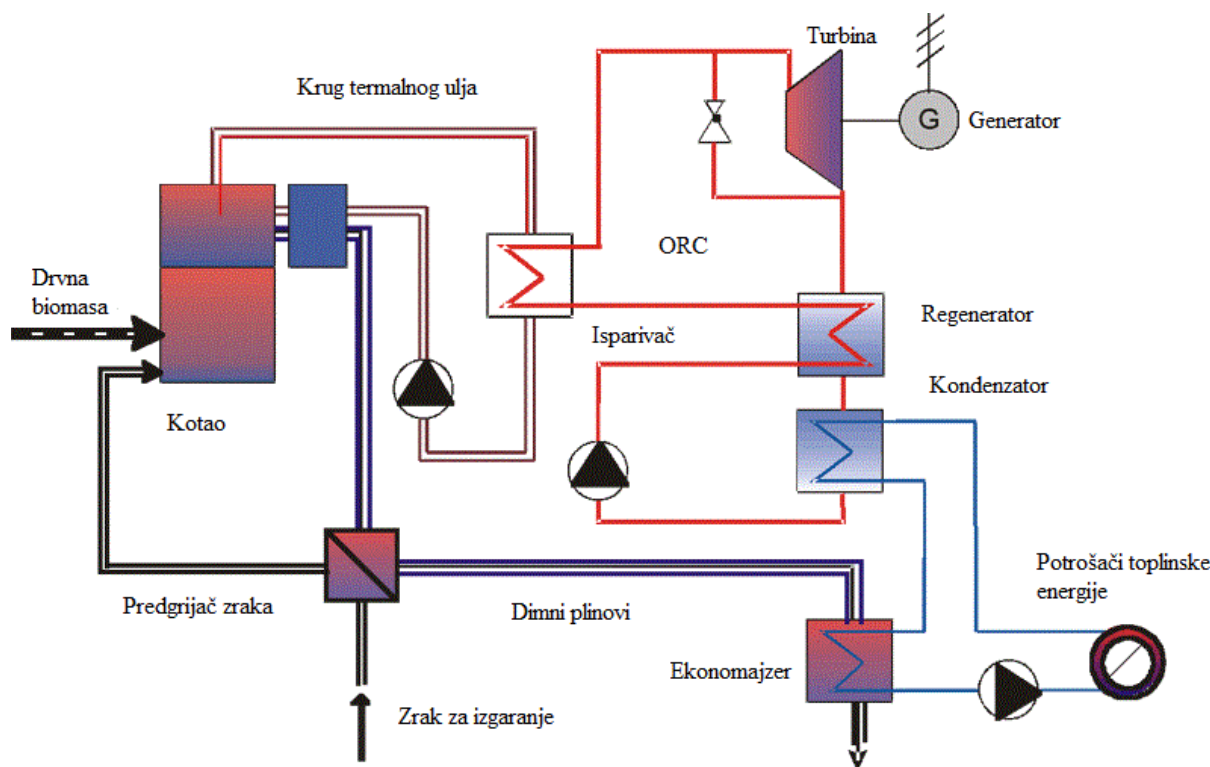 Turbina
Krug termalnog ulja
G
Generator
ORC
Drvna
biomasa
Isparivač
Regenerator
Kondenzator
Kotao
Potrošači toplinske
energije
Predgrijač zraka
Dimni plinovi
Ekonomajzer
Zrak za izgaranje